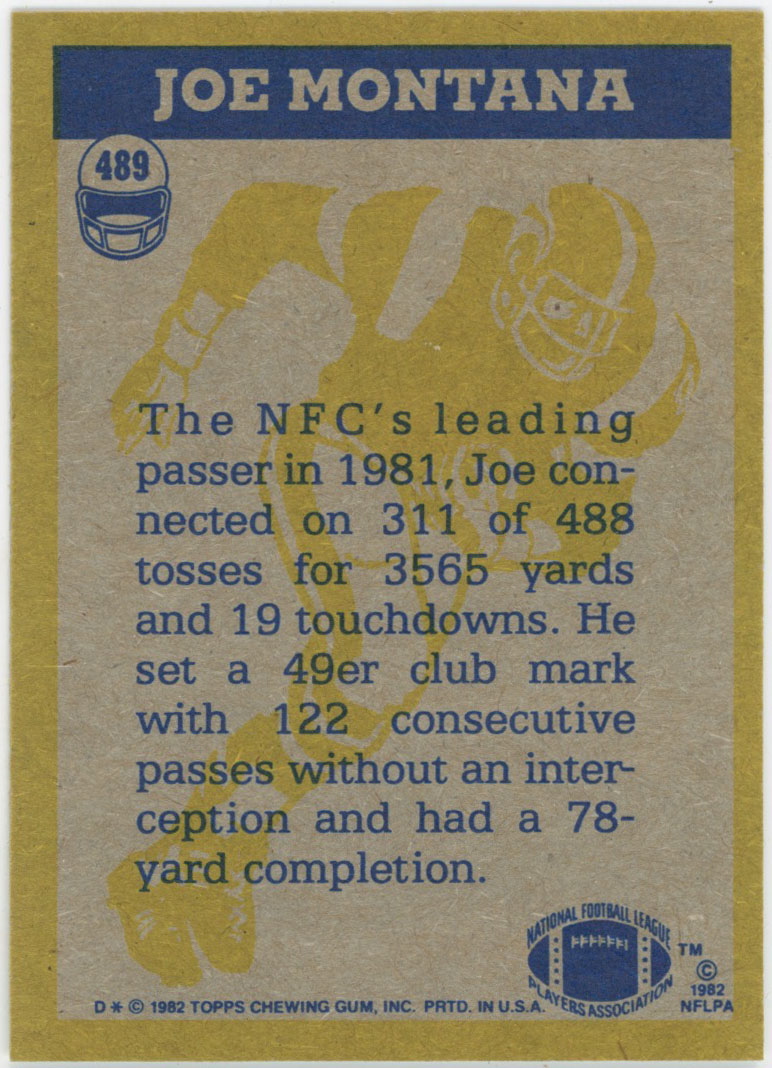 JOE MONTANA
489
The NFC's leading
passer in 1981, Joe con-
nected on 311 of 488
tosses for 3565 yards
and 19 touchdowns. He
set a 49er club mark
with 122 consecutive
passes without an inter-
ception and had a 78-
yard completion.
NATIONAL FOOTBALL LEAGUE
PLAYERS ASSOCIATION
TM
©
1982
NFLPA
D * © 1982 TOPPS CHEWING GUM, INC. PRTD. IN U.S.A.